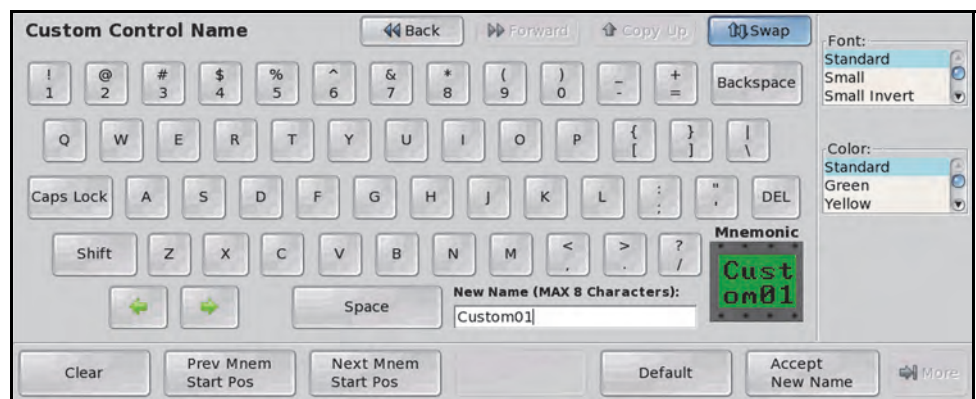 Custom Control Name Back Forward Copy Up Swap
! @ # $ % ^ & * ( ) _ +
1 2 3 4 5 6 7 8 9 0 - = Backspace
Q W E R T Y U I O P { } |
[ ] \
Caps Lock A S D F G H J K L : " DEL
; '
Shift Z X C V B N M < > ?
, . /
Space
New Name (MAX 8 Characters):
Custom01
Mnemonic
Cust
om01
Font:
Standard
Small
Small Invert
Color:
Standard
Green
Yellow
Clear
Prev Mnem
Start Pos
Next Mnem
Start Pos
Default
Accept
New Name
More